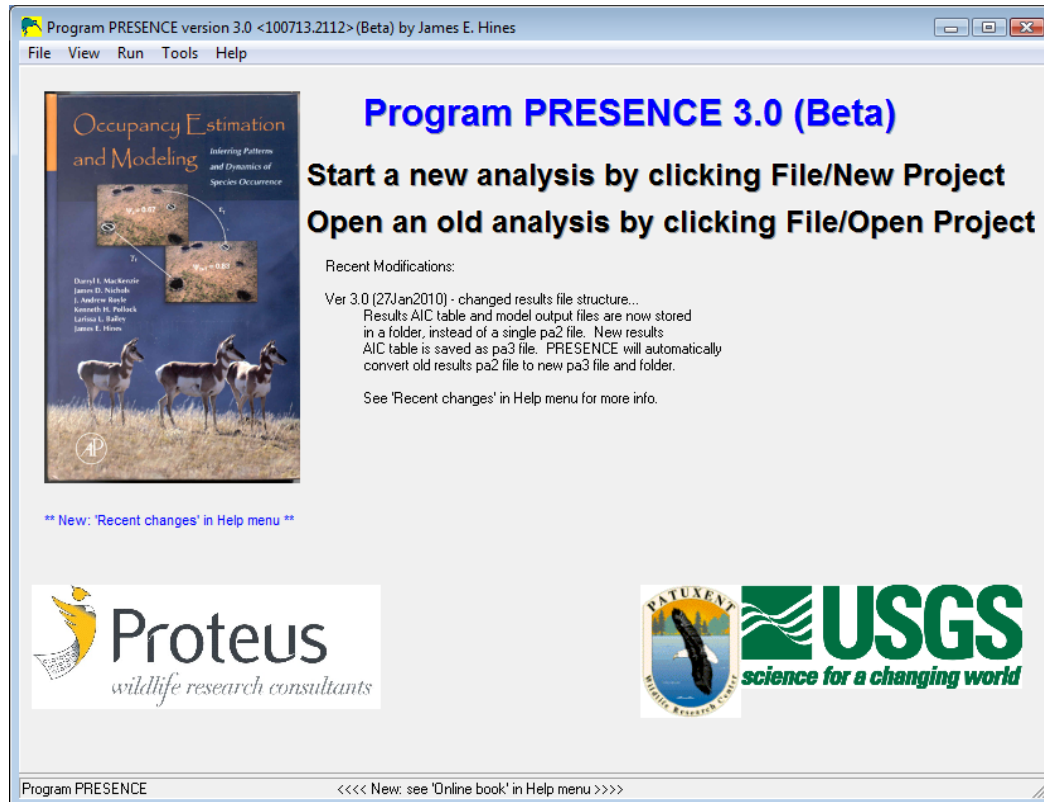 Program PRESENCE version 3.0 <100713.2112> (Beta) by James E. Hines
File View Run Tools Help
Occupancy Estimation
and Modeling
Inferring Patterns
and Dynamics of
Species Occurrence
Darryl I. MacKenzie
James D. Nichols
J. Andrew Royle
Kenneth H. Pollock
Larissa L. Bailey
James E. Hines
AP
** New: 'Recent changes' in Help menu **
Program PRESENCE 3.0 (Beta)
Start a new analysis by clicking File/New Project
Open an old analysis by clicking File/Open Project
Recent Modifications:
Ver 3.0 (27Jan2010) - changed results file structure...
Results AIC table and model output files are now stored
in a folder, instead of a single pa2 file. New results
AIC table is saved as pa3 file. PRESENCE will automatically
convert old results pa2 file to new pa3 file and folder.
See 'Recent changes' in Help menu for more info.
Proteus
wildlife research consultants
PATUXENT
Wildlife Research Center
USGS
science for a changing world
Program PRESENCE
<<<< New: see 'Online book' in Help menu >>>>